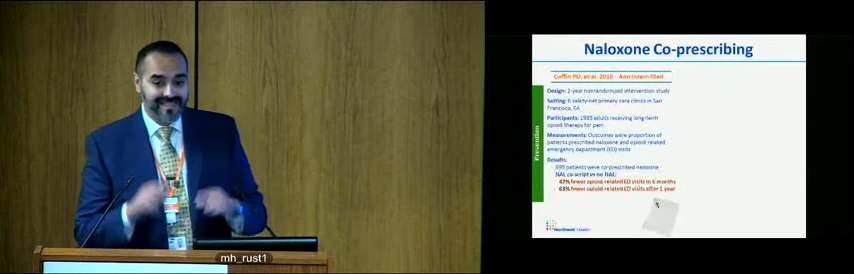 Naloxone Co-prescribing
Coffin PO, et al. 2016 - Ann Intern Med.
Design: 2-year nonrandomized intervention study
Setting: 6 safety-net primary care clinics in San
Francisco, CA
Participants: 1985 adults receiving long-term
opioid therapy for pain
Measurements: Outcomes were proportion of
patients prescribed naloxone and opioid-related
emergency department (ED) visits
Prevention
Results:
patients were co-prescribed naloxone
NAL co-script vs no NAL:
47% fewer opioid-related ED visits in 6 months
63% fewer opioid-related ED visits after 1 year
Northwell Health
mh_rust1